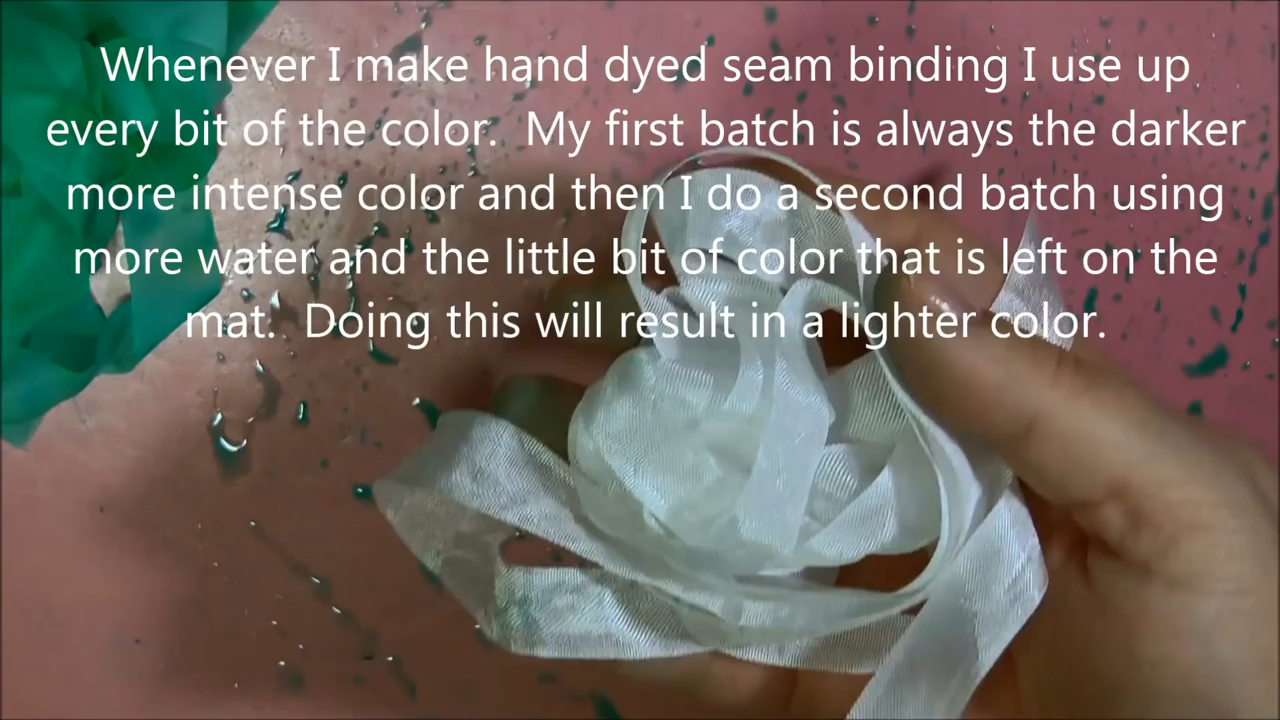 Whenever I make hand dyed seam binding I use up
every bit of the color.  My first batch is always the darker
more intense color and then I do a second batch using
more water and the little bit of color that is left on the
mat.  Doing this will result in a lighter color.